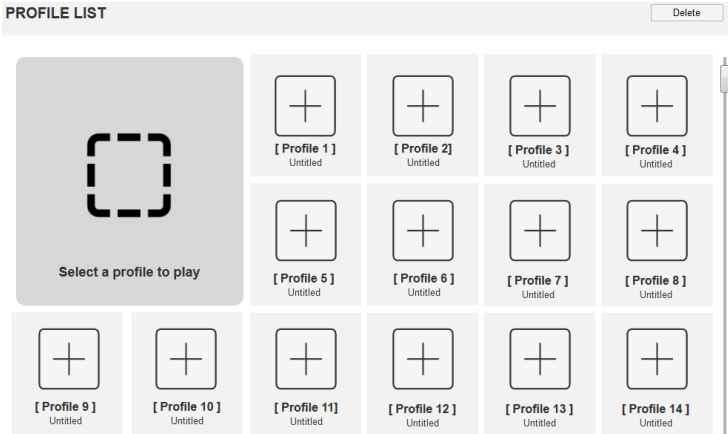 PROFILE LIST
Delete
[ Profile 1 ]
Untitled
[ Profile 2]
Untitled
[ Profile 3 ]
Untitled
[ Profile 4 ]
Untitled
Select a profile to play
[ Profile 5 ]
Untitled
[ Profile 6 ]
Untitled
[ Profile 7 ]
Untitled
[ Profile 8 ]
Untitled
[ Profile 9 ]
Untitled
[ Profile 10 ]
Untitled
[ Profile 11]
Untitled
[ Profile 12 ]
Untitled
[ Profile 13 ]
Untitled
[ Profile 14 ]
Untitled